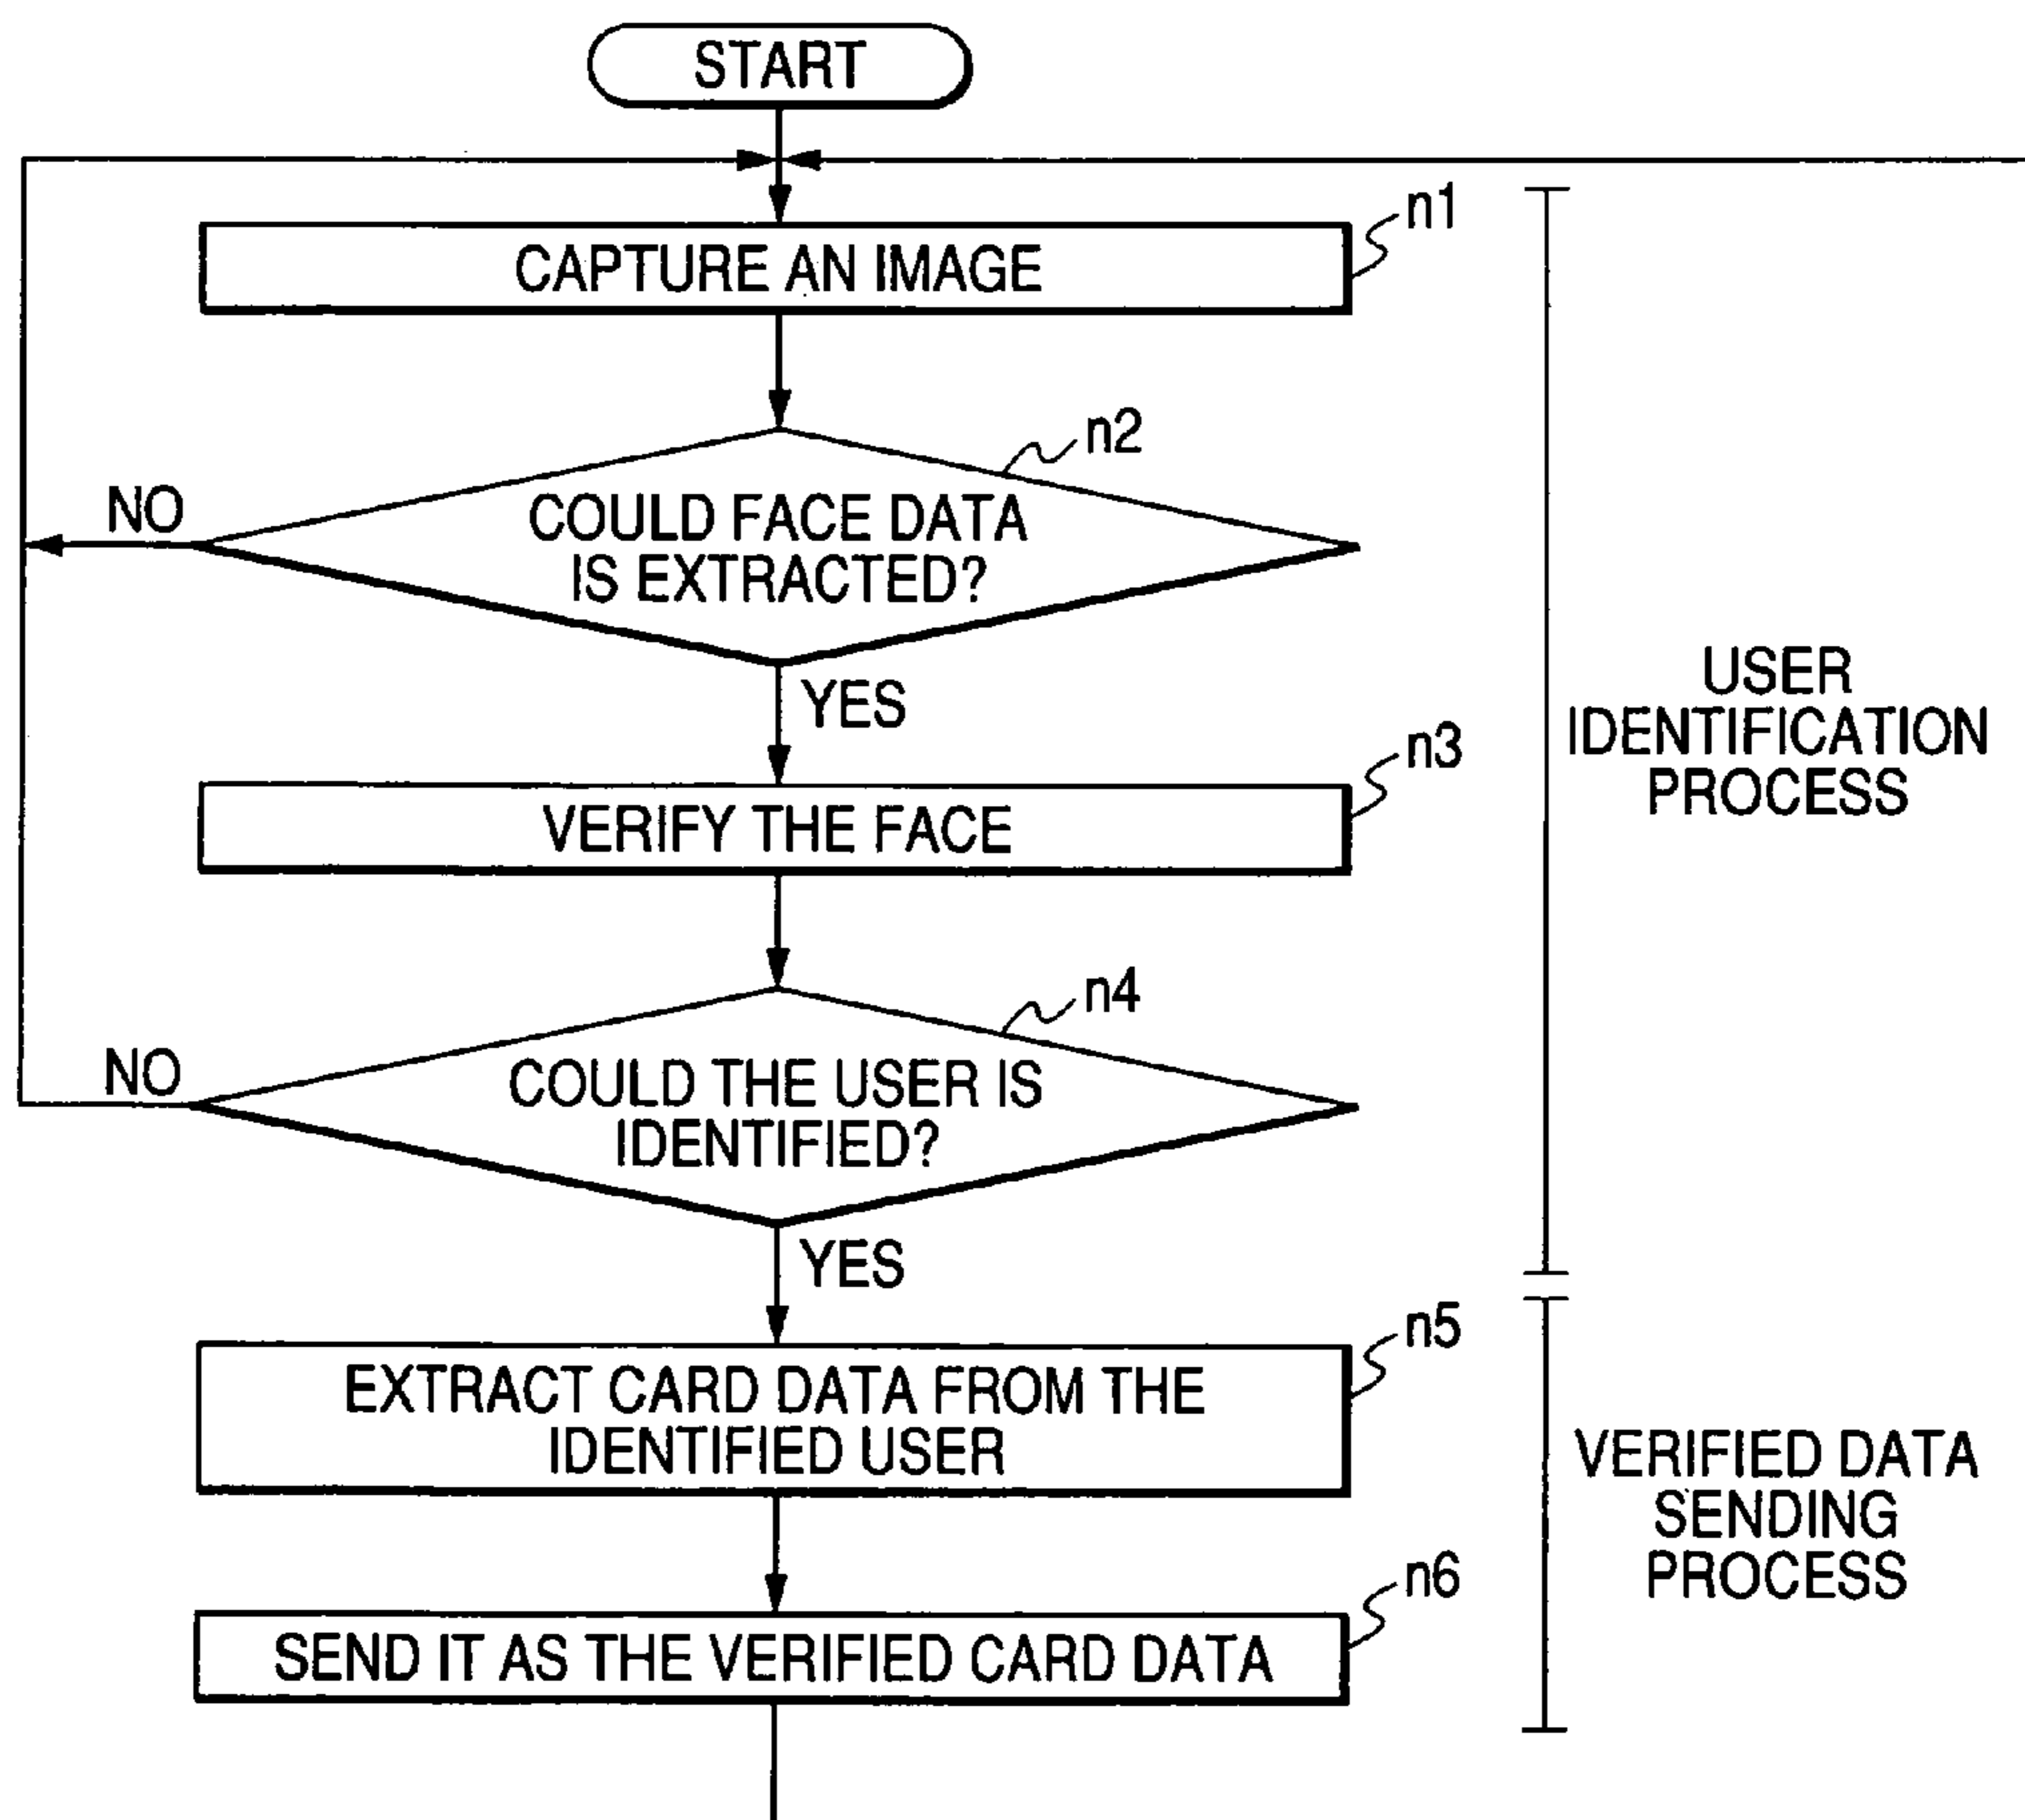 START
n1
CAPTURE AN IMAGE
n2
NO
COULD FACE DATA
IS EXTRACTED?
YES
n3
VERIFY THE FACE
n4
NO
COULD THE USER IS
IDENTIFIED?
YES
n5
EXTRACT CARD DATA FROM THE
IDENTIFIED USER
n6
SEND IT AS THE VERIFIED CARD DATA
USER
IDENTIFICATION
PROCESS
VERIFIED DATA
SENDING
PROCESS